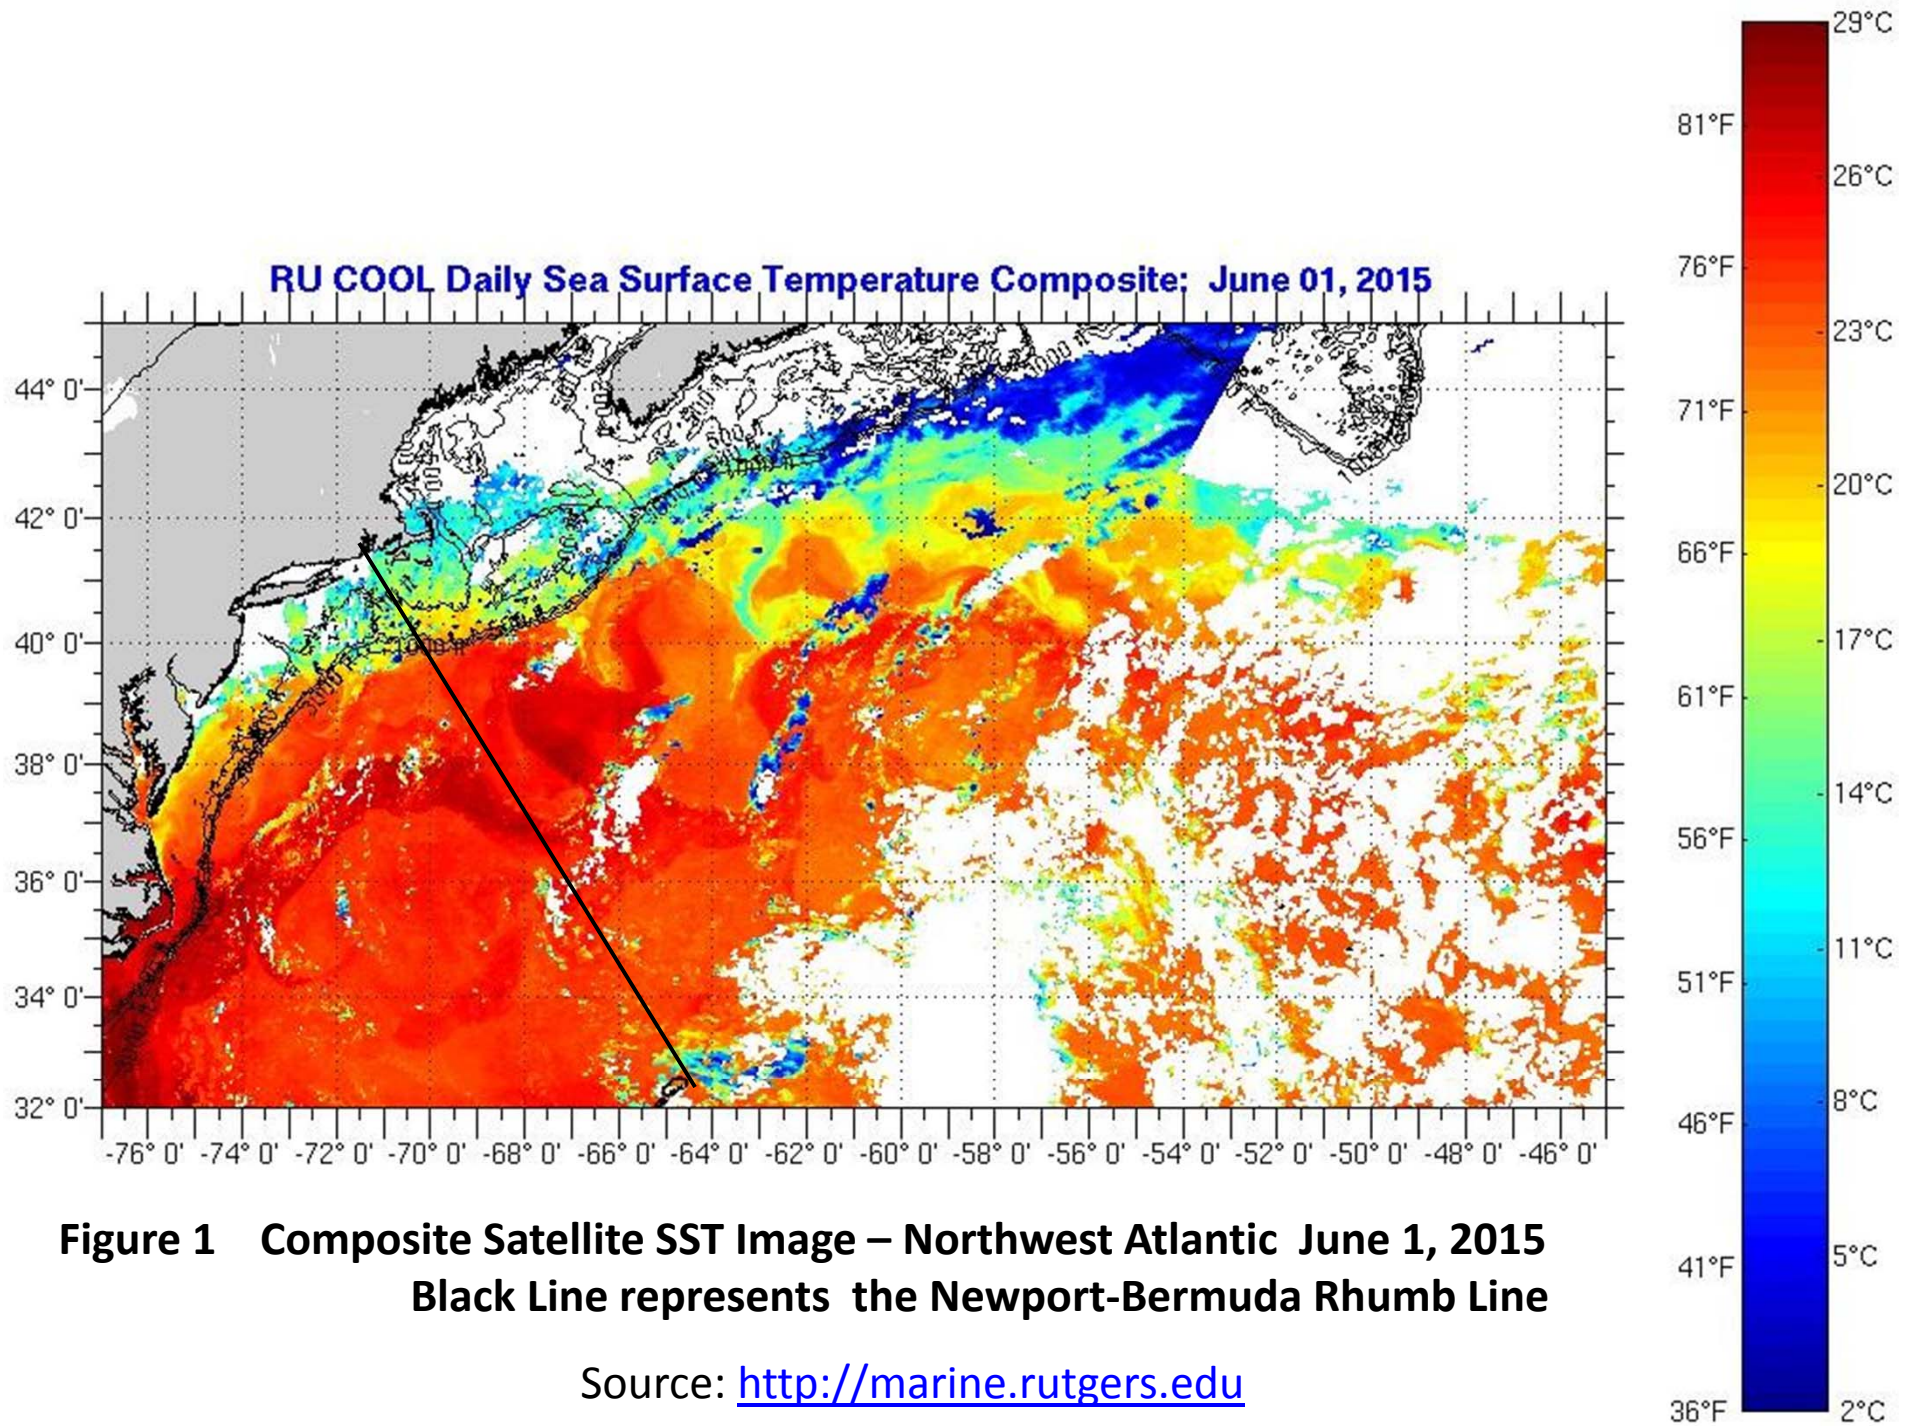 29°C
81°F
26°C
RU COOL Daily Sea Surface Temperature Composite: June 01, 2015
76°F
23°C
44° 0'
71°F
20°C
42° 0'
66°F
40° 0'
17°C
61°F
38° 0'
14°C
56°F
36° 0'
11°C
51°F
34° 0'
8°C
32° 0'
46°F
-76° 0' -74° 0' -72° 0' -70° 0' -68° 0' -66° 0' -64° 0' -62° 0' -60° 0' -58° 0' -56° 0' -54° 0' -52° 0' -50° 0' -48° 0' -46° 0'
Figure 1 Composite Satellite SST Image – Northwest Atlantic June 1, 2015
5°C
41°F
Black Line represents the Newport-Bermuda Rhumb Line
Source: http://marine.rutgers.edu
36°F
2°C